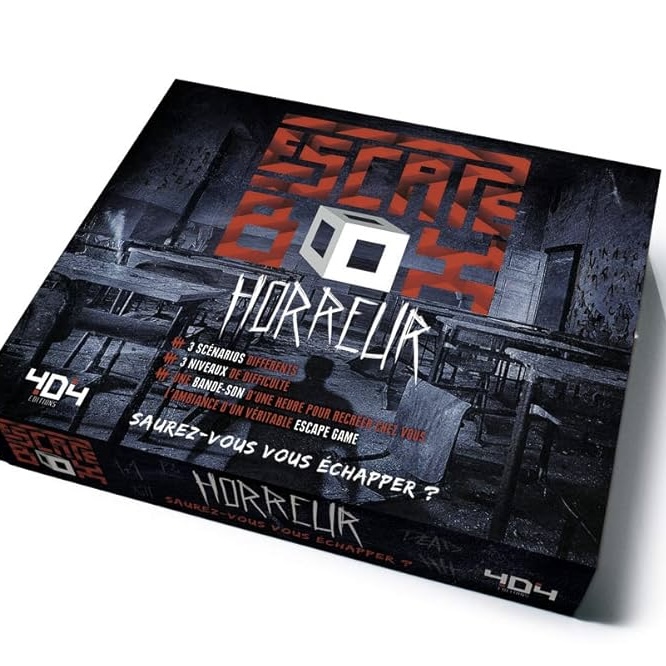 ESCAPE
BOX
HORREUR
3 SCÉNARIOS DIFFÉRENTS
3 NIVEAUX DE DIFFICULTÉ
UNE BANDE-SON D'UNE HEURE POUR RECRÉER CHEZ VOUS
L'AMBIANCE D'UN VÉRITABLE ESCAPE GAME
SAUREZ-VOUS VOUS ÉCHAPPER ?
404
ÉDITIONS
ESCAPE
BOX
HORREUR
SAUREZ-VOUS VOUS ÉCHAPPER ?
DEAD
404
ÉDITIONS